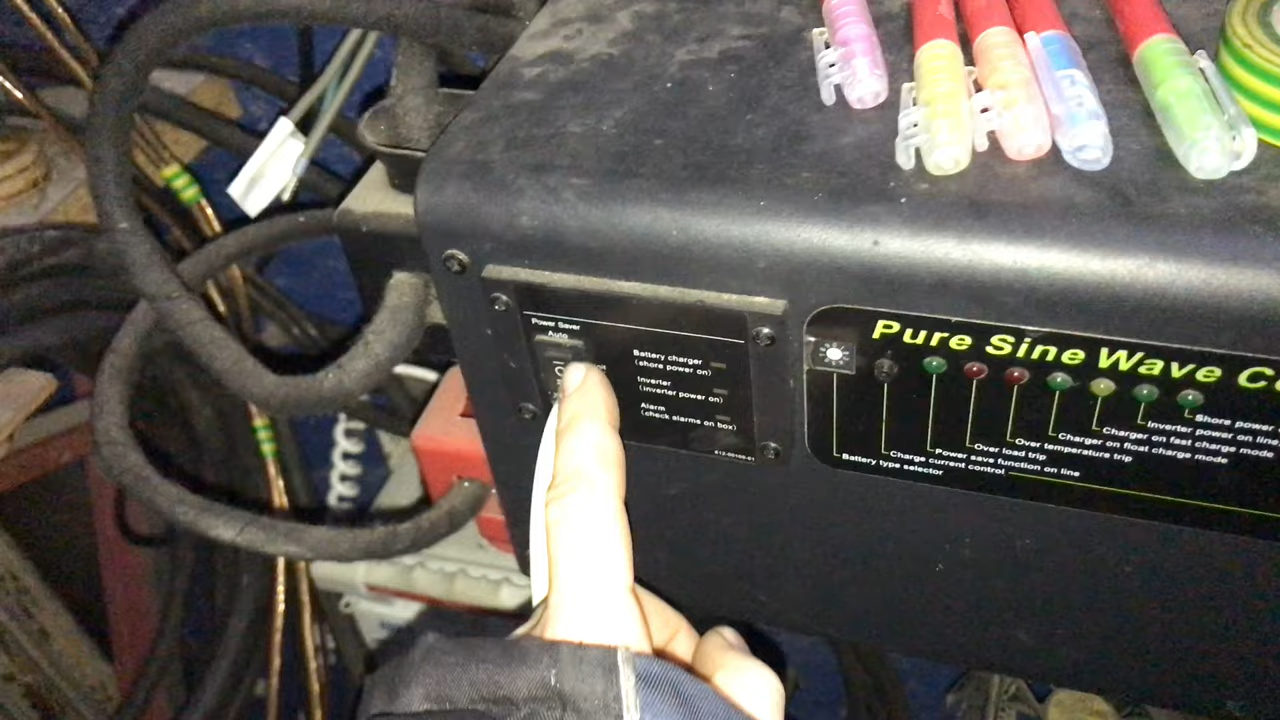 Power Saver
Auto
Battery charger
(shore power on)
Inverter
(inverter power on)
Alarm
(check alarms on box)
Pure Sine Wave
Shore power
Inverter power on line
Charger on fast charge mode
Charger on float charge mode
Over temperature trip
Over load trip
Power save function on line
Charge current control
Battery type selector